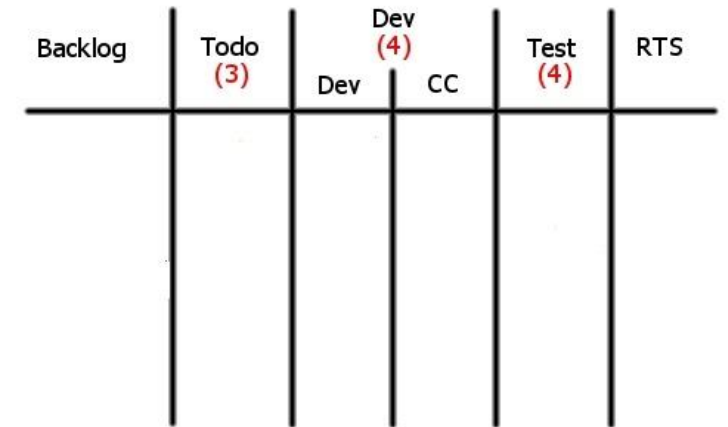 Backlog
Todo
(3)
Dev
(4)
Dev
CC
Test
(4)
RTS